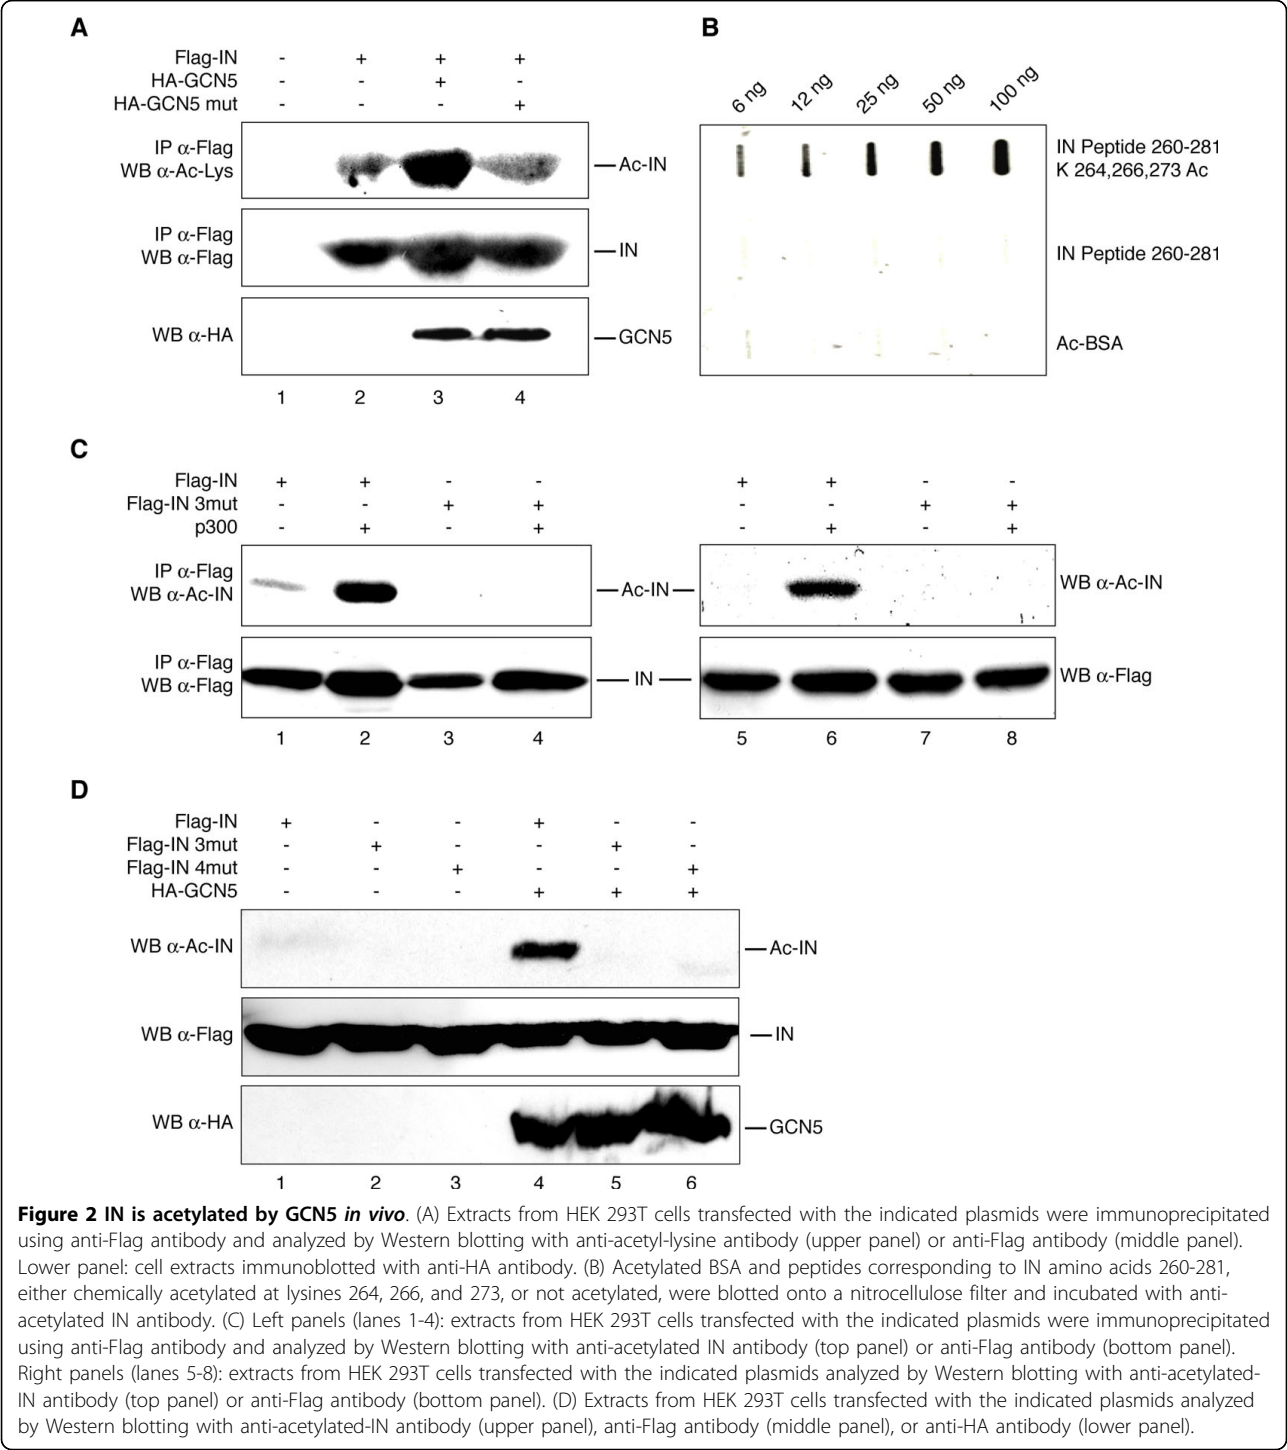 A
Flag-IN - + + +
HA-GCN5 - - + -
HA-GCN5 mut - - - +
IP α-Flag
WB α-Ac-Lys
Ac-IN
IP α-Flag
WB α-Flag
IN
WB α-HA
GCN5
1 2 3 4
B
6 ng 12 ng 25 ng 50 ng 100 ng
IN Peptide 260-281
K 264,266,273 Ac
IN Peptide 260-281
Ac-BSA
C
Flag-IN + + - - + + - -
Flag-IN 3mut - - + + - - + +
p300 - + - + - + - +
IP α-Flag
WB α-Ac-IN
Ac-IN
WB α-Ac-IN
IP α-Flag
WB α-Flag
IN
WB α-Flag
1 2 3 4 5 6 7 8
D
Flag-IN + - - + - -
Flag-IN 3mut - + - - + -
Flag-IN 4mut - - + - - +
HA-GCN5 - - - + + +
WB α-Ac-IN
Ac-IN
WB α-Flag
IN
WB α-HA
GCN5
1 2 3 4 5 6
Figure 2 IN is acetylated by GCN5 in vivo. (A) Extracts from HEK 293T cells transfected with the indicated plasmids were immunoprecipitated
using anti-Flag antibody and analyzed by Western blotting with anti-acetyl-lysine antibody (upper panel) or anti-Flag antibody (middle panel).
Lower panel: cell extracts immunoblotted with anti-HA antibody. (B) Acetylated BSA and peptides corresponding to IN amino acids 260-281,
either chemically acetylated at lysines 264, 266, and 273, or not acetylated, were blotted onto a nitrocellulose filter and incubated with anti-
acetylated IN antibody. (C) Left panels (lanes 1-4): extracts from HEK 293T cells transfected with the indicated plasmids were immunoprecipitated
using anti-Flag antibody and analyzed by Western blotting with anti-acetylated IN antibody (top panel) or anti-Flag antibody (bottom panel).
Right panels (lanes 5-8): extracts from HEK 293T cells transfected with the indicated plasmids analyzed by Western blotting with anti-acetylated-
IN antibody (top panel) or anti-Flag antibody (bottom panel). (D) Extracts from HEK 293T cells transfected with the indicated plasmids analyzed
by Western blotting with anti-acetylated-IN antibody (upper panel), anti-Flag antibody (middle panel), or anti-HA antibody (lower panel).